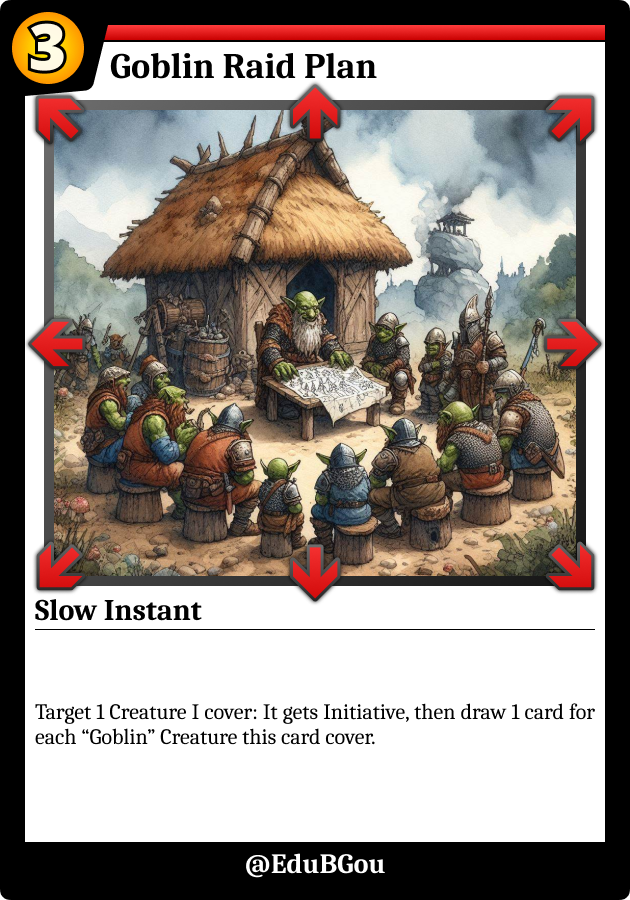 3
Goblin Raid Plan
Slow Instant
Target 1 Creature I cover: It gets Initiative, then draw 1 card for
each “Goblin” Creature this card cover.
@EduBGou